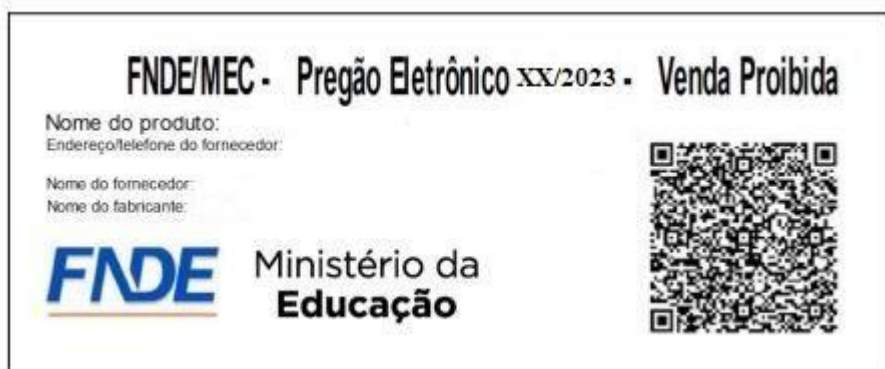 FNDE/MEC - Pregão Eletrônico XX/2023 - Venda Proibida
Nome do produto:
Endereço/telefone do fornecedor:
Nome do fornecedor:
Nome do fabricante:
FNDE
Ministério da
Educação